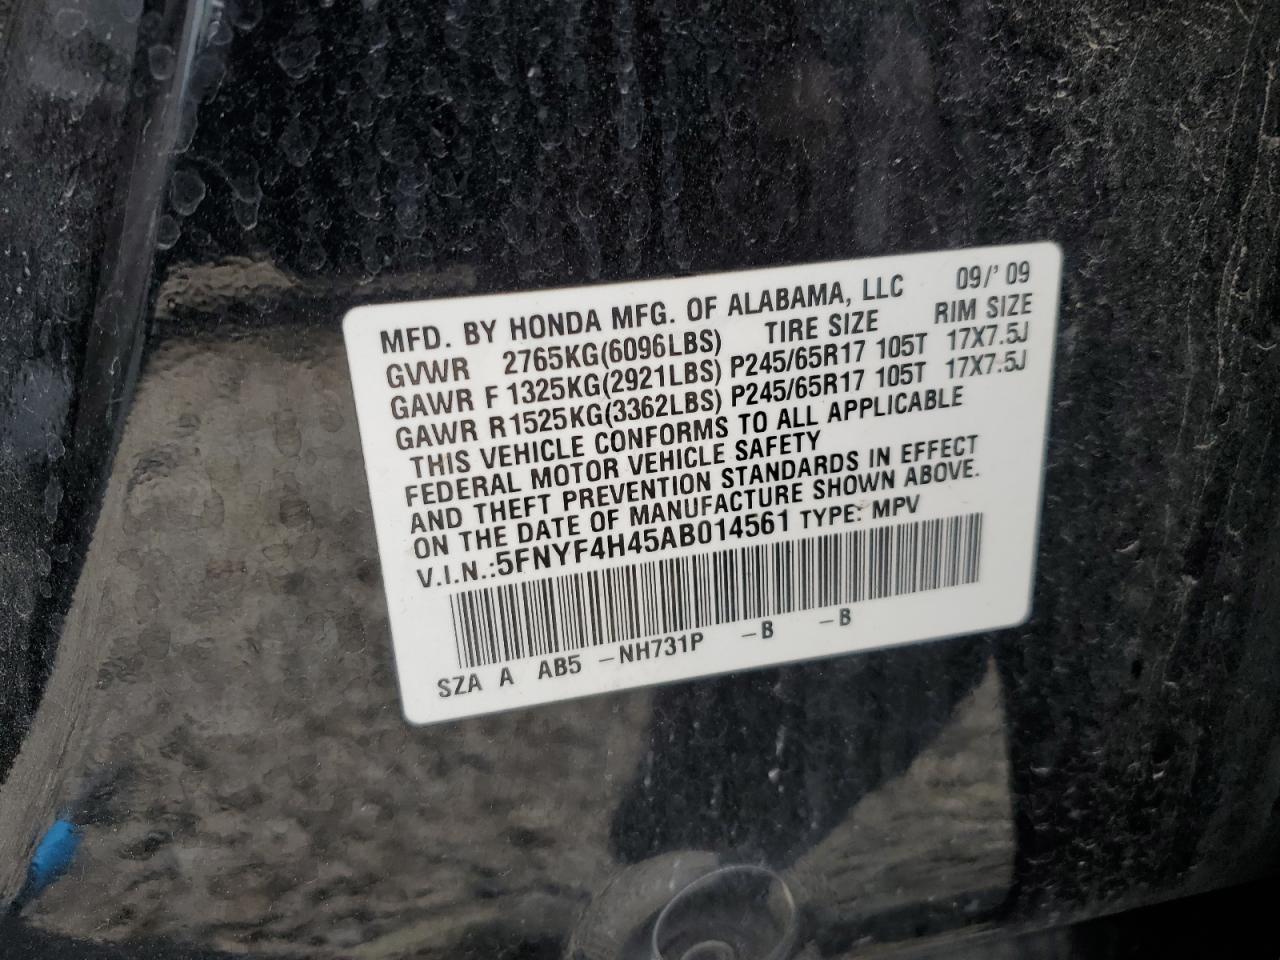 MFD. BY HONDA MFG. OF ALABAMA, LLC 09/'09
GVWR 2765KG(6096LBS) TIRE SIZE RIM SIZE
GAWR F 1325KG(2921LBS) P245/65R17 105T 17X7.5J
GAWR R1525KG(3362LBS) P245/65R17 105T 17X7.5J
THIS VEHICLE CONFORMS TO ALL APPLICABLE
FEDERAL MOTOR VEHICLE SAFETY
AND THEFT PREVENTION STANDARDS IN EFFECT
ON THE DATE OF MANUFACTURE SHOWN ABOVE.
V.I.N.:5FNYF4H45AB014561 TYPE: MPV
SZA A AB5 -NH731P -B -B